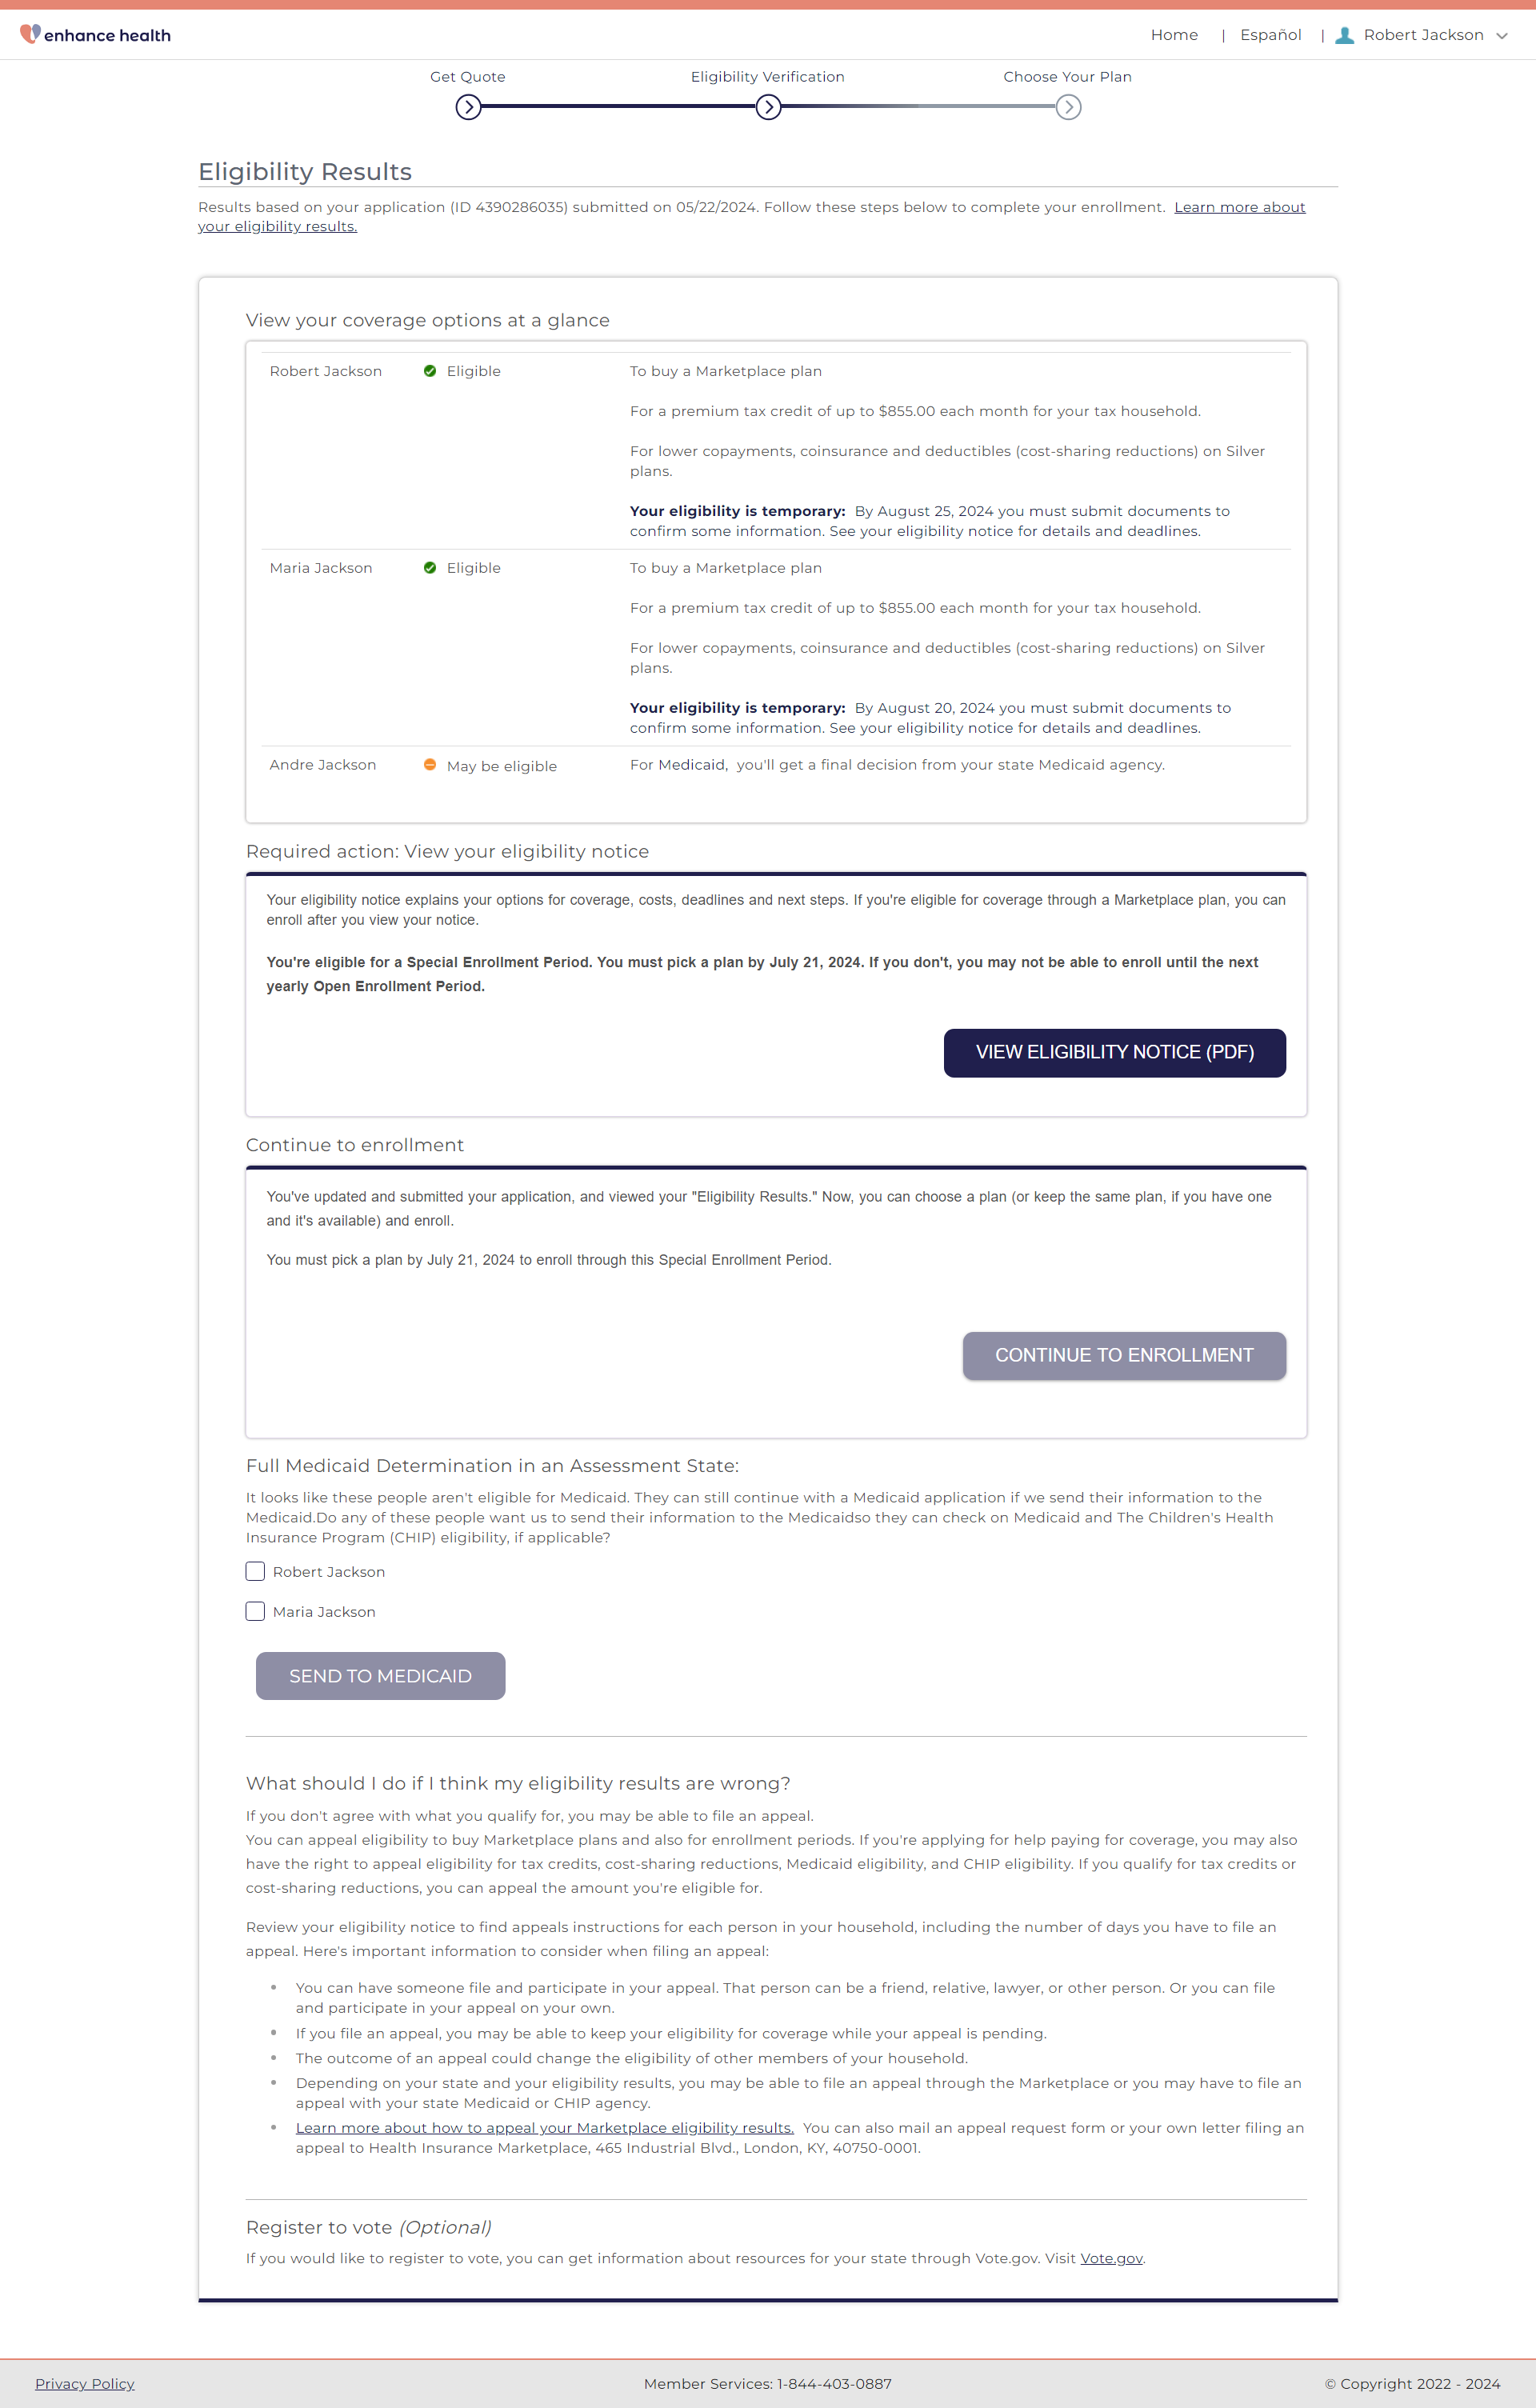 enhance health
Home | Español | Robert Jackson
Get Quote
Eligibility Verification
Choose Your Plan
Eligibility Results
Results based on your application (ID 4390286035) submitted on 05/22/2024. Follow these steps below to complete your enrollment. Learn more about
your eligibility results.
View your coverage options at a glance
Robert Jackson Eligible To buy a Marketplace plan
For a premium tax credit of up to $855.00 each month for your tax household.
For lower copayments, coinsurance and deductibles (cost-sharing reductions) on Silver
plans.
Your eligibility is temporary: By August 25, 2024 you must submit documents to
confirm some information. See your eligibility notice for details and deadlines.
Maria Jackson Eligible To buy a Marketplace plan
For a premium tax credit of up to $855.00 each month for your tax household.
For lower copayments, coinsurance and deductibles (cost-sharing reductions) on Silver
plans.
Your eligibility is temporary: By August 20, 2024 you must submit documents to
confirm some information. See your eligibility notice for details and deadlines.
Andre Jackson May be eligible For Medicaid, you'll get a final decision from your state Medicaid agency.
Required action: View your eligibility notice
Your eligibility notice explains your options for coverage, costs, deadlines and next steps. If you're eligible for coverage through a Marketplace plan, you can
enroll after you view your notice.
You're eligible for a Special Enrollment Period. You must pick a plan by July 21, 2024. If you don't, you may not be able to enroll until the next
yearly Open Enrollment Period.
VIEW ELIGIBILITY NOTICE (PDF)
Continue to enrollment
You've updated and submitted your application, and viewed your "Eligibility Results." Now, you can choose a plan (or keep the same plan, if you have one
and it's available) and enroll.
You must pick a plan by July 21, 2024 to enroll through this Special Enrollment Period.
CONTINUE TO ENROLLMENT
Full Medicaid Determination in an Assessment State:
It looks like these people aren't eligible for Medicaid. They can still continue with a Medicaid application if we send their information to the
Medicaid.Do any of these people want us to send their information to the Medicaidso they can check on Medicaid and The Children's Health
Insurance Program (CHIP) eligibility, if applicable?
Robert Jackson
Maria Jackson
SEND TO MEDICAID
What should I do if I think my eligibility results are wrong?
If you don't agree with what you qualify for, you may be able to file an appeal.
You can appeal eligibility to buy Marketplace plans and also for enrollment periods. If you're applying for help paying for coverage, you may also
have the right to appeal eligibility for tax credits, cost-sharing reductions, Medicaid eligibility, and CHIP eligibility. If you qualify for tax credits or
cost-sharing reductions, you can appeal the amount you're eligible for.
Review your eligibility notice to find appeals instructions for each person in your household, including the number of days you have to file an
appeal. Here's important information to consider when filing an appeal:
• You can have someone file and participate in your appeal. That person can be a friend, relative, lawyer, or other person. Or you can file
and participate in your appeal on your own.
• If you file an appeal, you may be able to keep your eligibility for coverage while your appeal is pending.
• The outcome of an appeal could change the eligibility of other members of your household.
• Depending on your state and your eligibility results, you may be able to file an appeal through the Marketplace or you may have to file an
appeal with your state Medicaid or CHIP agency.
• Learn more about how to appeal your Marketplace eligibility results. You can also mail an appeal request form or your own letter filing an
appeal to Health Insurance Marketplace, 465 Industrial Blvd., London, KY, 40750-0001.
Register to vote (Optional)
If you would like to register to vote, you can get information about resources for your state through Vote.gov. Visit Vote.gov.
Privacy Policy
Member Services: 1-844-403-0887
© Copyright 2022 - 2024